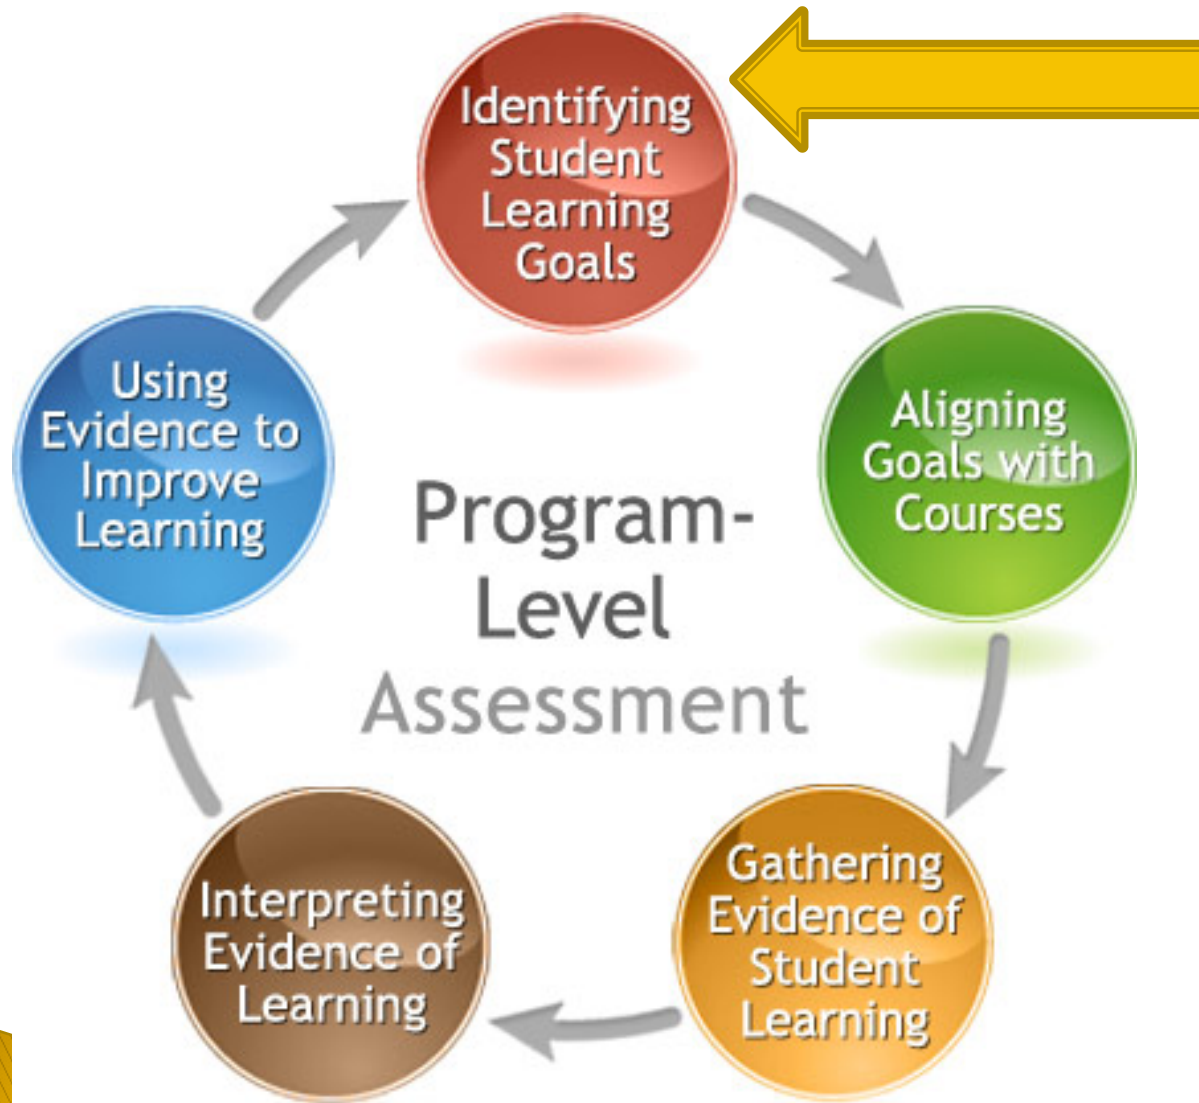 Identifying
Student
Learning
Goals
Aligning
Goals with
Courses
Gathering
Evidence of
Student
Learning
Interpreting
Evidence of
Learning
Using
Evidence to
Improve
Learning
Program-
Level
Assessment